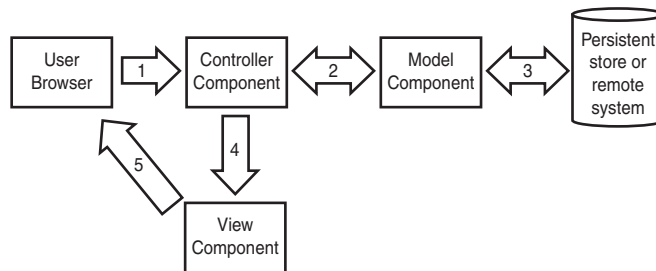 User
Browser
1
Controller
Component
2
Model
Component
3
Persistent
store or
remote
system
4
5
View
Component